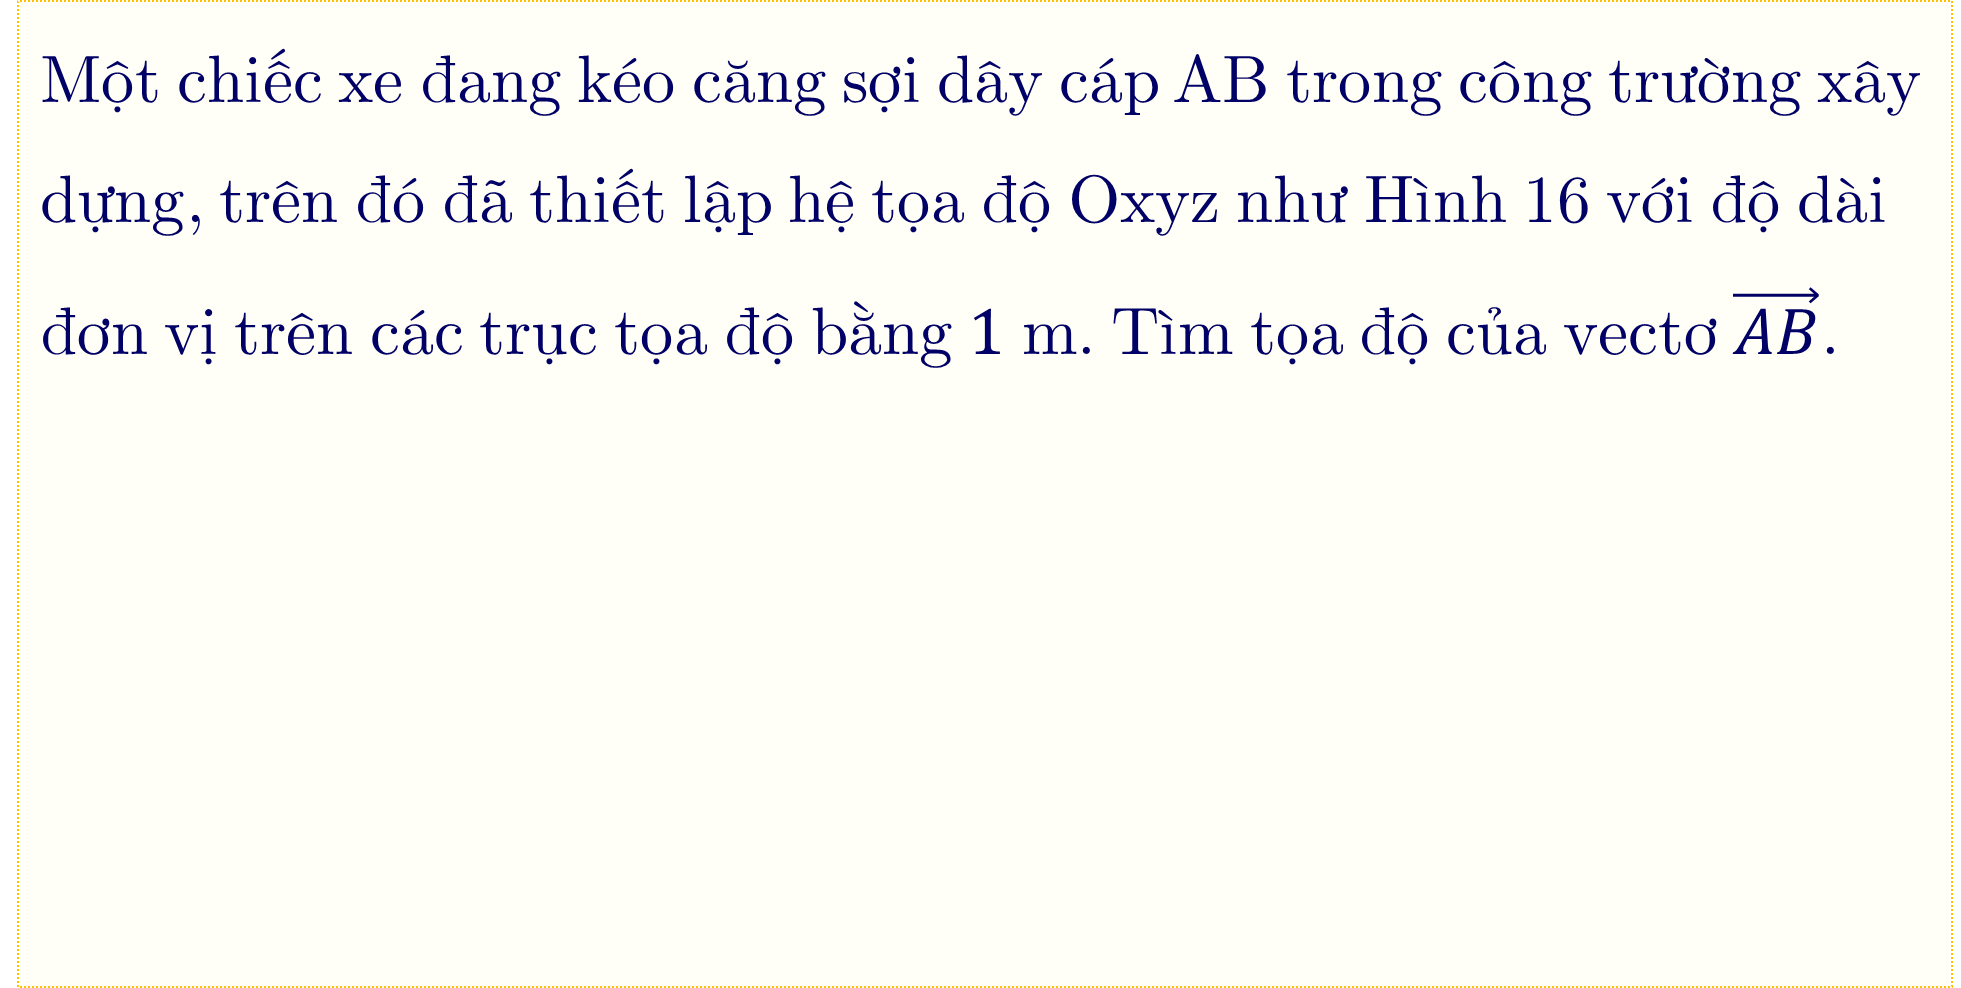 Một chiếc xe đang kéo căng sợi dây cáp AB trong công trường xây
dựng, trên đó đã thiết lập hệ tọa độ Oxyz như Hình 16 với độ dài
đơn vị trên các trục tọa độ bằng 1 m. Tìm tọa độ của vectơ $\overrightarrow{AB}$.